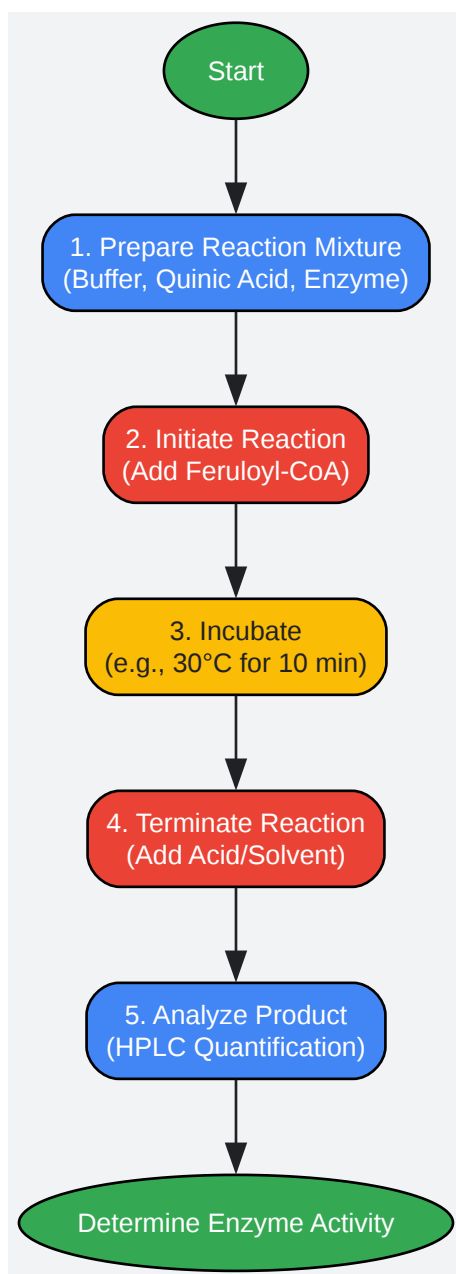 Start
1. Prepare Reaction Mixture
(Buffer, Quinic Acid, Enzyme)
2. Initiate Reaction
(Add Feruloyl-CoA)
3. Incubate
(e.g., 30°C for 10 min)
4. Terminate Reaction
(Add Acid/Solvent)
5. Analyze Product
(HPLC Quantification)
Determine Enzyme Activity